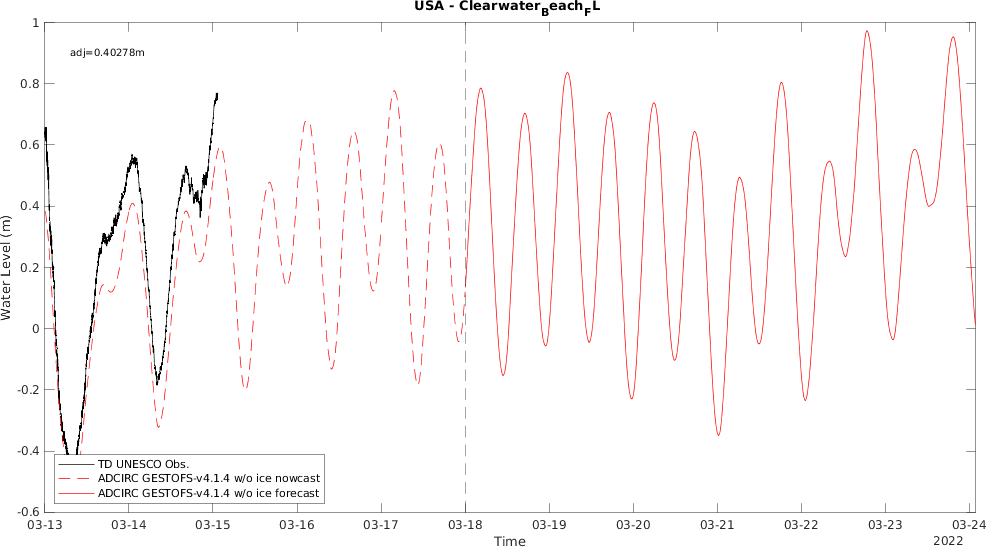 USA - Clearwater_Beach_FL
adj=0.40278m
1
0.8
0.6
0.4
0.2
0
-0.2
-0.4
-0.6
Water Level (m)
TD UNESCO Obs.
ADCIRC GESTOFS-v4.1.4 w/o ice nowcast
ADCIRC GESTOFS-v4.1.4 w/o ice forecast
03-13 03-14 03-15 03-16 03-17 03-18 03-19 03-20 03-21 03-22 03-23 03-24
Time
2022